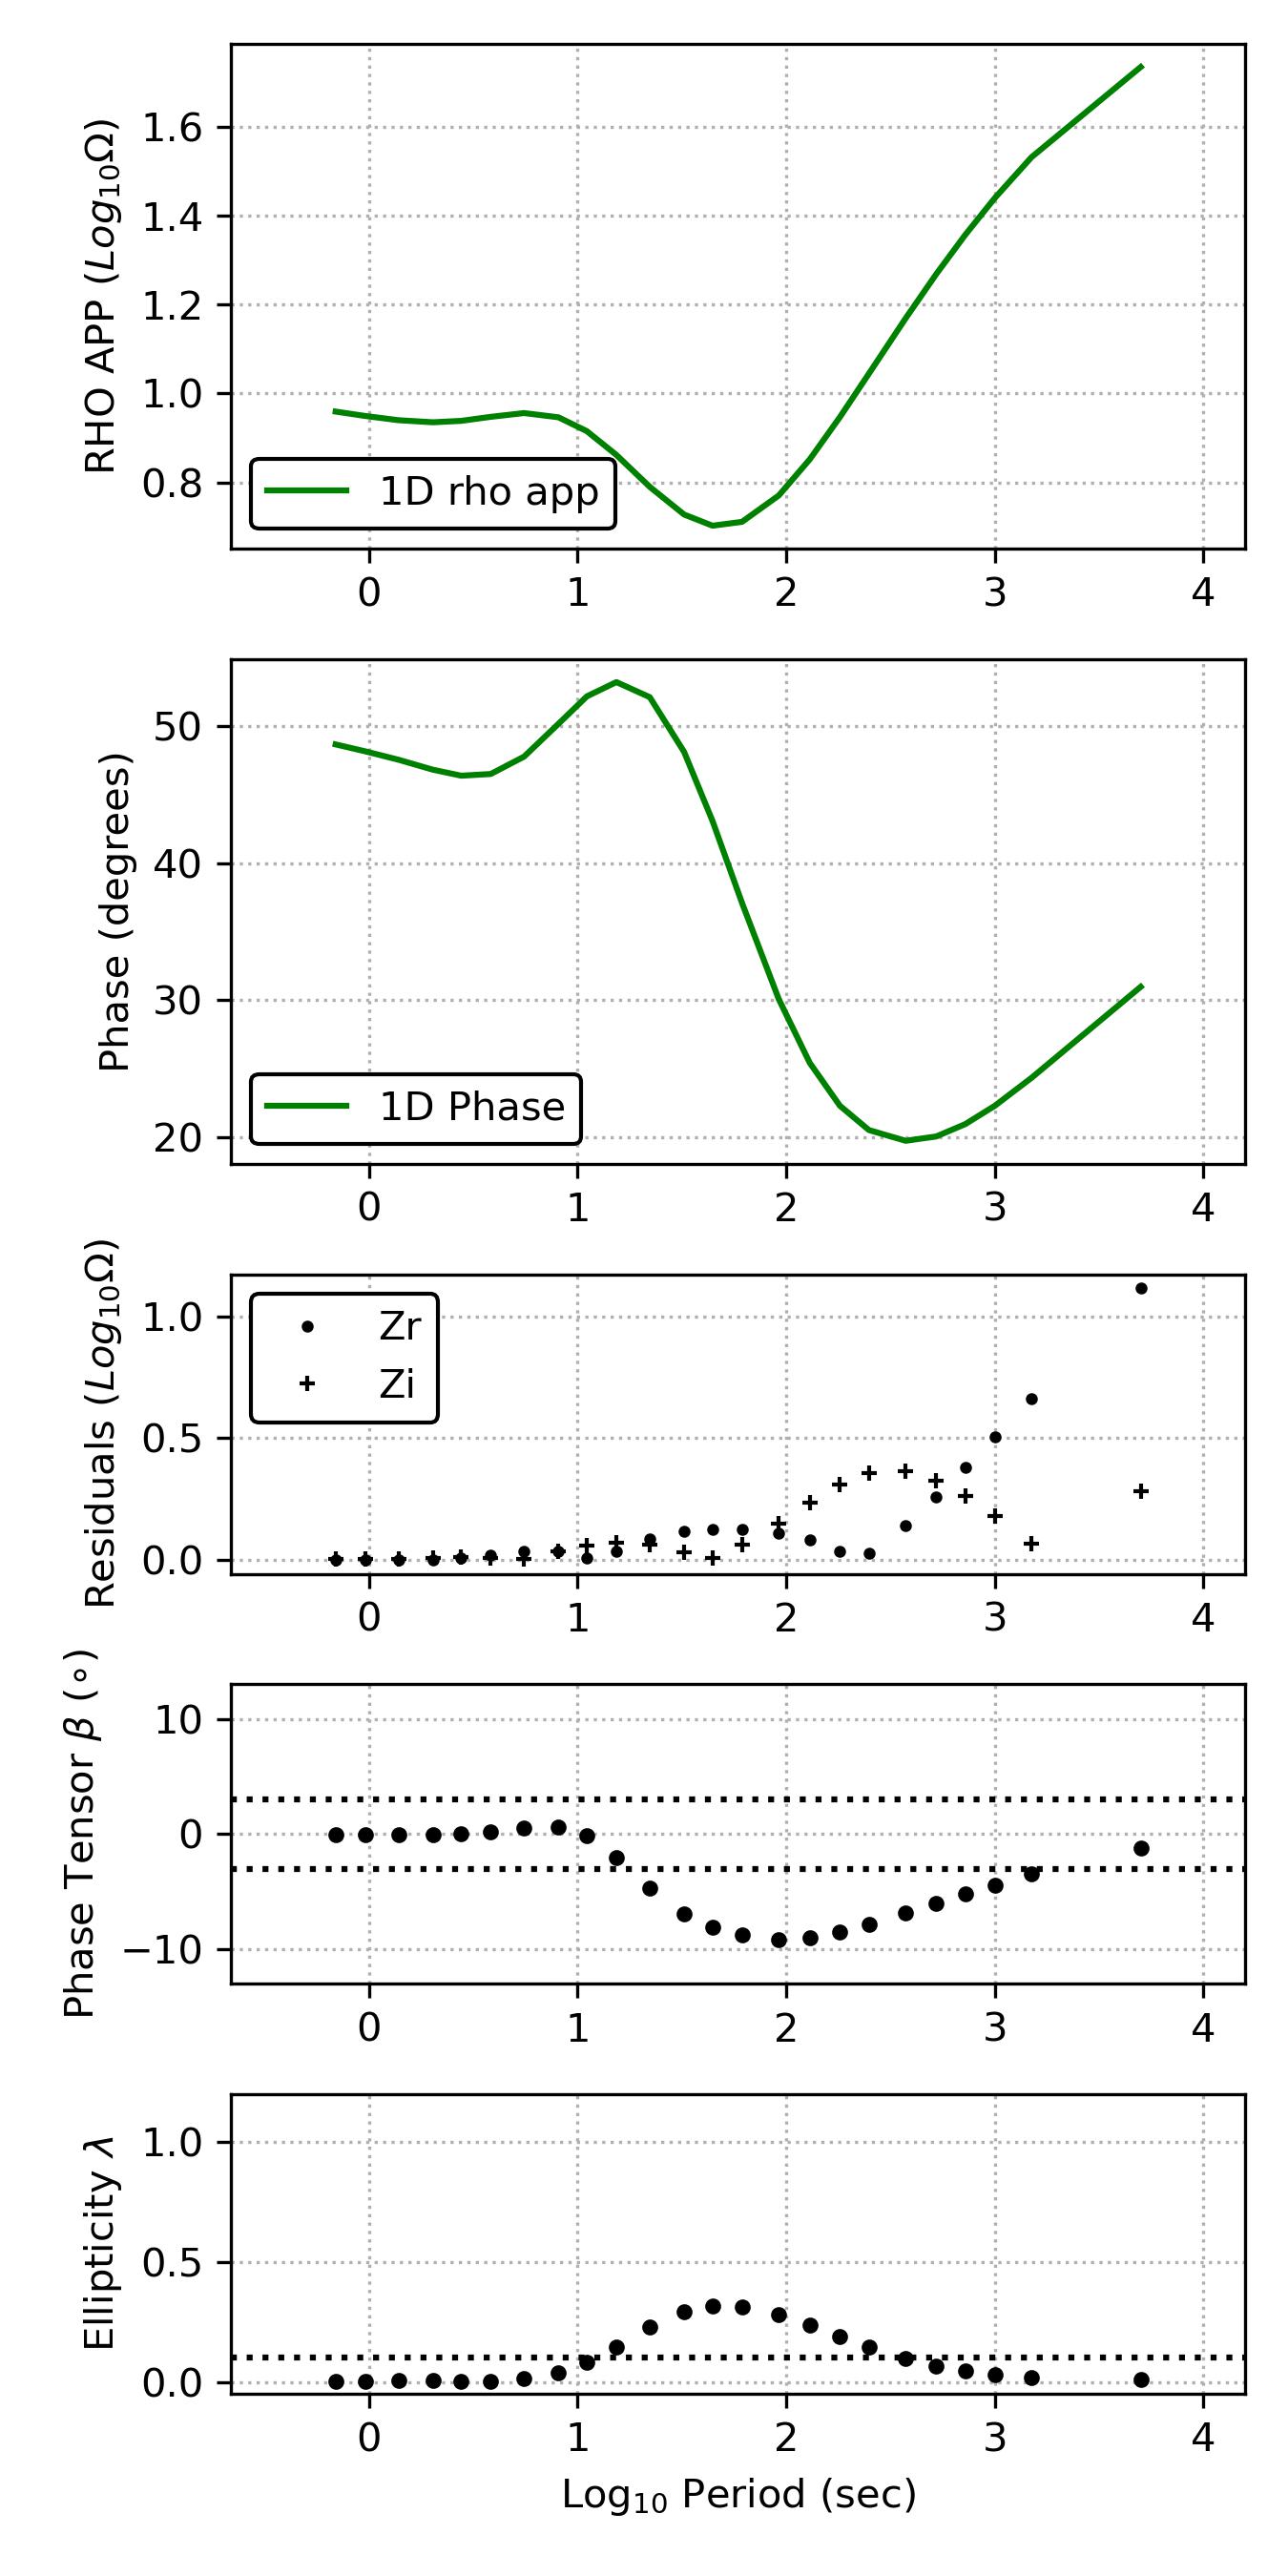 RHO APP (Log₁₀Ω)
1.6
1.4
1.2
1.0
0.8
1D rho app
0 1 2 3 4
Phase (degrees)
50
40
30
20
1D Phase
0 1 2 3 4
Residuals (Log₁₀Ω)
1.0
0.5
0.0
Zr
Zi
0 1 2 3 4
Phase Tensor β (∘)
10
0
−10
0 1 2 3 4
Ellipticity λ
1.0
0.5
0.0
0 1 2 3 4
Log₁₀ Period (sec)